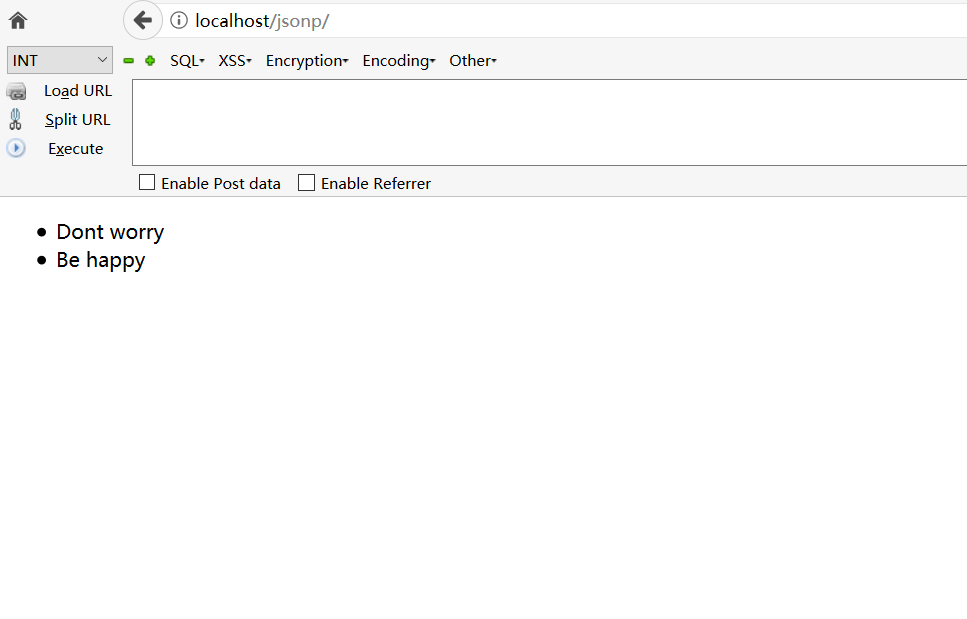 localhost/jsonp/
INT SQL XSS Encryption Encoding Other
Load URL
Split URL
Execute
Enable Post data Enable Referrer
Dont worry
Be happy